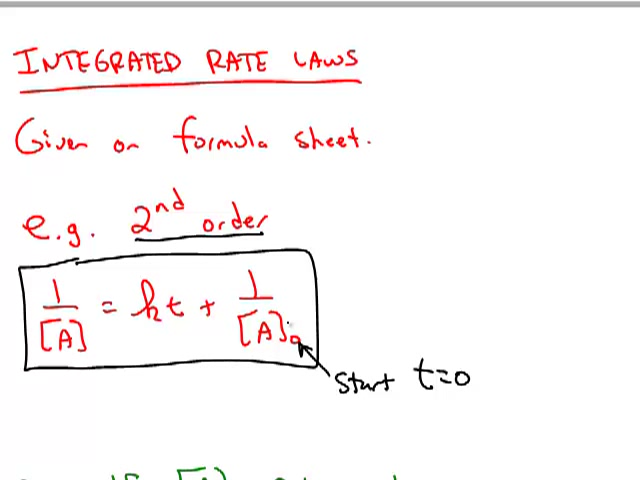 INTEGRATED RATE LAWS
Given on formula sheet.
e.g. 2nd order
1/[A] = kt + 1/[A]0
Start t=0